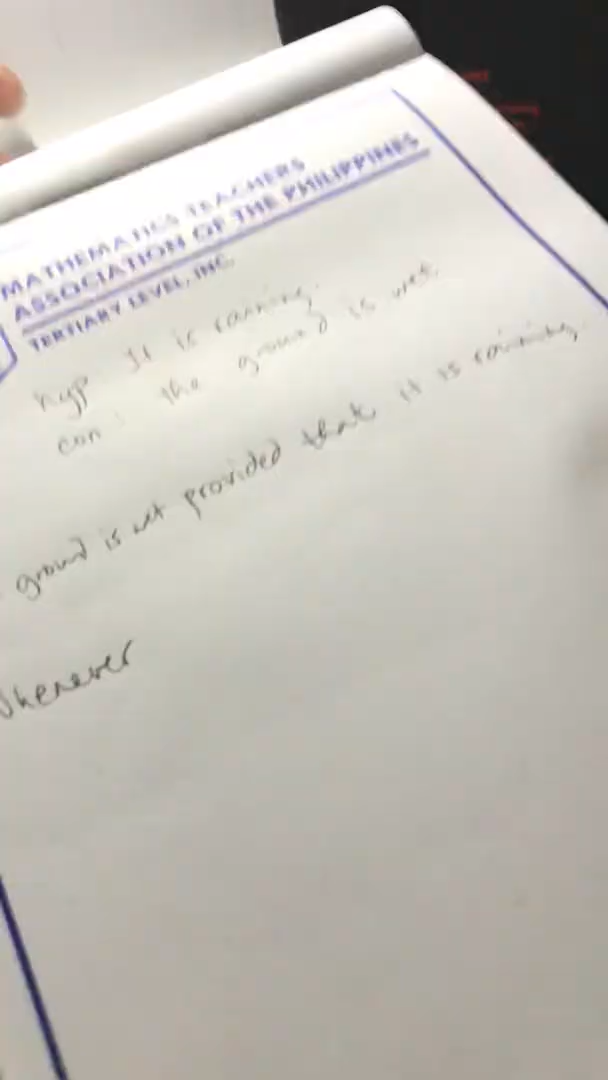 MATHEMATICS TEACHERS
ASSOCIATION OF THE PHILIPPINES
TERTIARY LEVEL, INC.
hyp It is raining.
con: the ground is wet.
ground is wet provided that it is raining.
Whenever